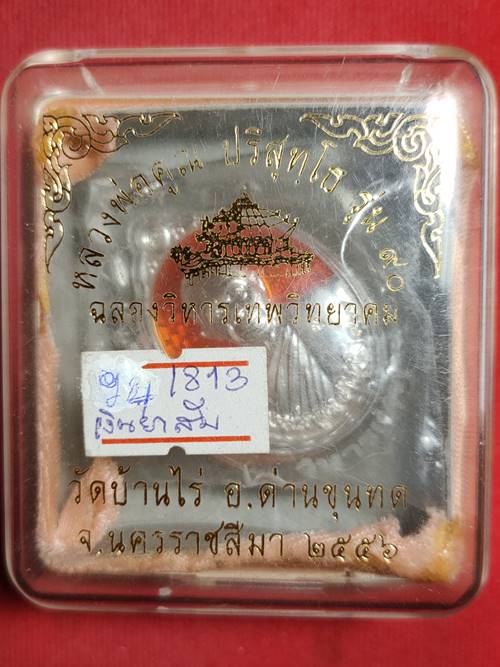 หลวงพ่อคูณ ปริสุทฺโธ รุ่น ๙๐
ฉลองวิหารเทพวิทยาคม
1813
เงินยาส้ม
วัดบ้านไร่ อ.ด่านขุนทด
จ.นครราชสีมา ๒๕๕๖